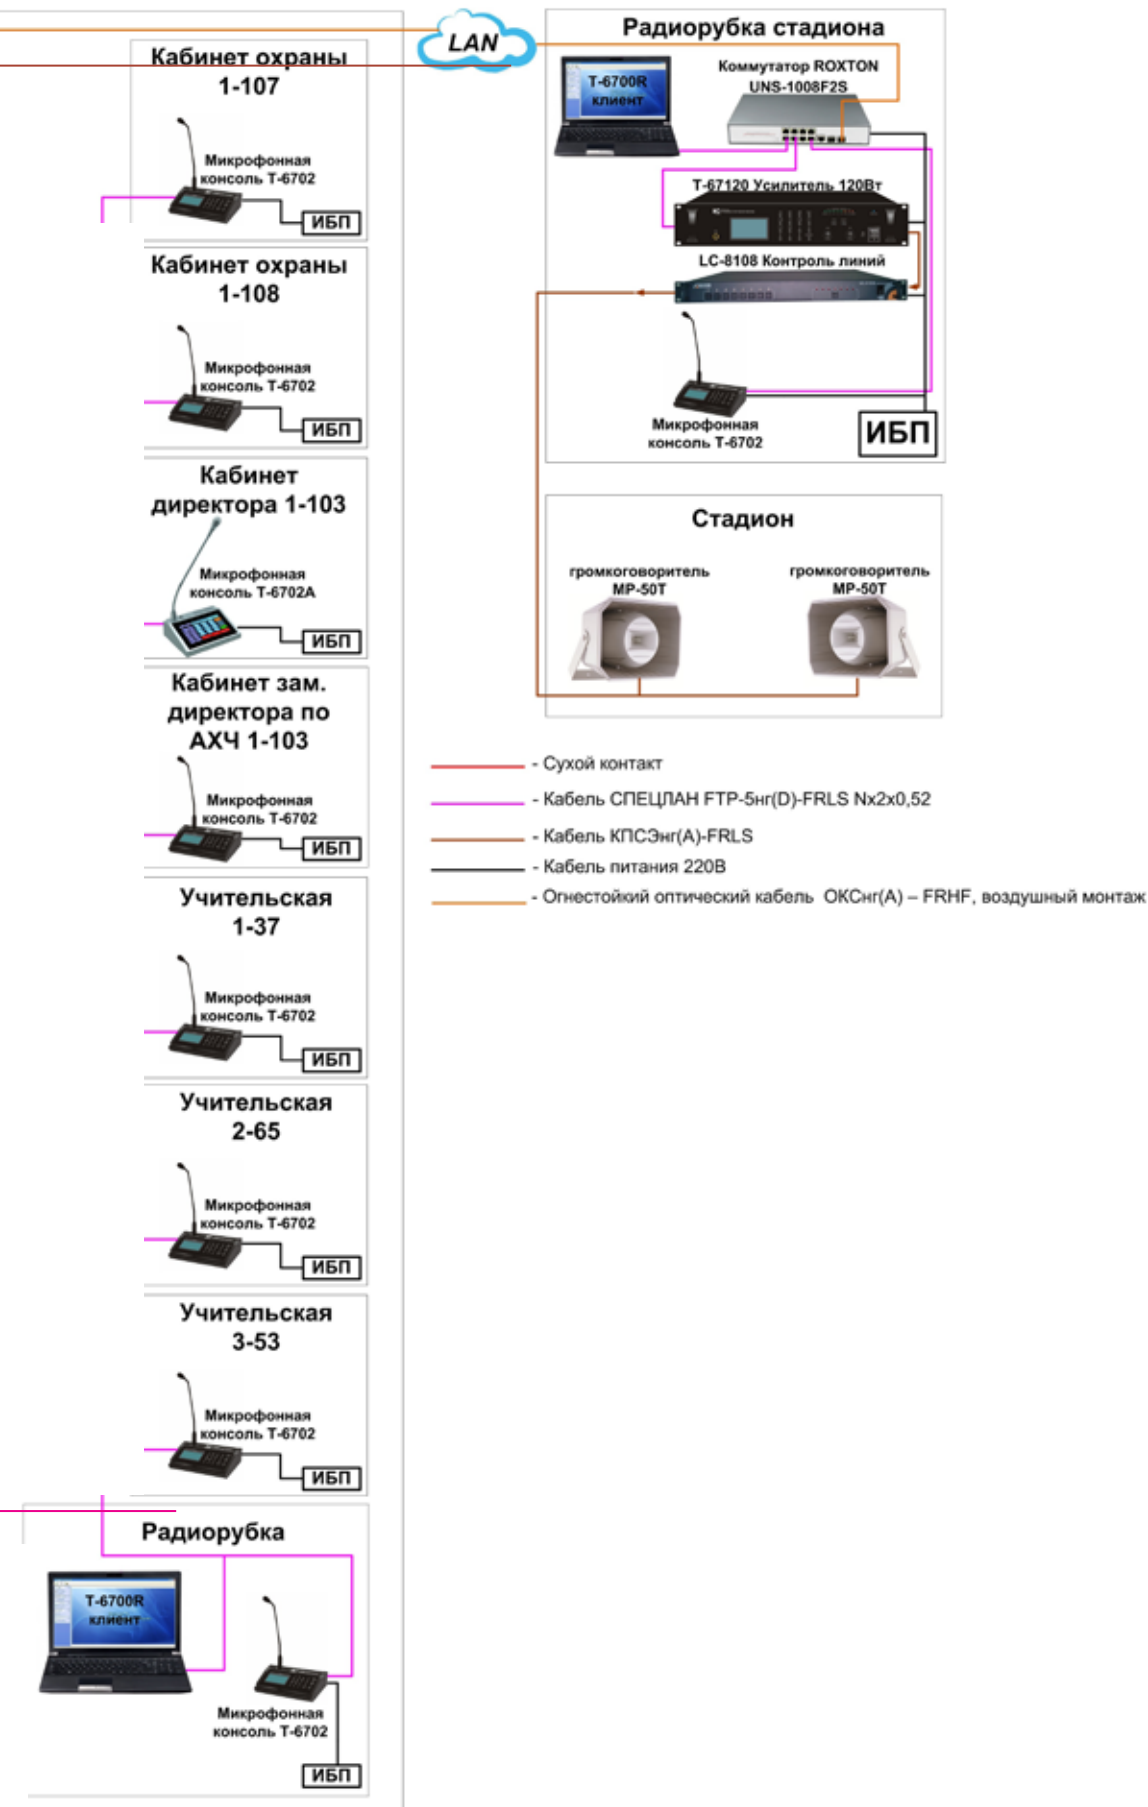 Кабинет охраны
1-107
Микрофонная
консоль Т-6702
ИБП
Кабинет охраны
1-108
Микрофонная
консоль Т-6702
ИБП
Кабинет
директора 1-103
Микрофонная
консоль Т-6702А
ИБП
Кабинет зам.
директора по
АХЧ 1-103
Микрофонная
консоль Т-6702
ИБП
Учительская
1-37
Микрофонная
консоль Т-6702
ИБП
Учительская
2-65
Микрофонная
консоль Т-6702
ИБП
Учительская
3-53
Микрофонная
консоль Т-6702
ИБП
Радиорубка
T-6700R
клиент
Микрофонная
консоль Т-6702
ИБП
LAN
Радиорубка стадиона
T-6700R
клиент
Коммутатор ROXTON
UNS-1008F2S
Т-67120 Усилитель 120Вт
LC-8108 Контроль линий
Микрофонная
консоль Т-6702
ИБП
Стадион
громкоговоритель
МР-50Т
громкоговоритель
МР-50Т
- Сухой контакт
- Кабель СПЕЦЛАН FTP-5нг(D)-FRLS Nx2x0,52
- Кабель КПСЭнг(А)-FRLS
- Кабель питания 220В
- Огнестойкий оптический кабель ОКСнг(А) – FRHF, воздушный монтаж